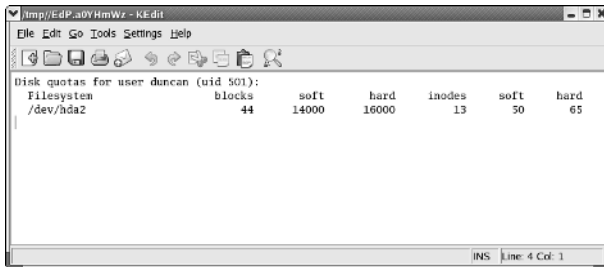 /tmp//EdP.a0YHmWz - KEdit
File Edit Go Tools Settings Help
Disk quotas for user duncan (uid 501):
Filesystem blocks soft hard inodes soft hard
/dev/hda2 44 14000 16000 13 50 65
INS Line: 4 Col: 1